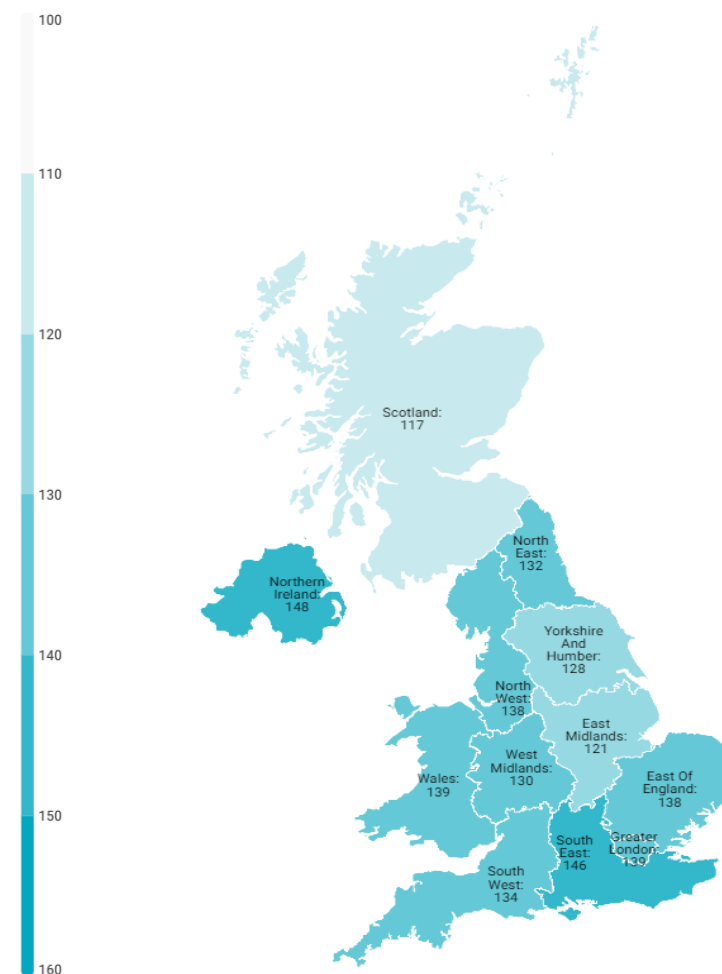 100
110
120
130
140
150
160
Scotland:
117
North
East:
132
Northern
Ireland:
148
Yorkshire
And
Humber:
128
North
West:
138
East
Midlands:
121
West
Midlands:
130
Wales:
139
East Of
England:
138
Greater
London:
139
South
East:
146
South
West:
134